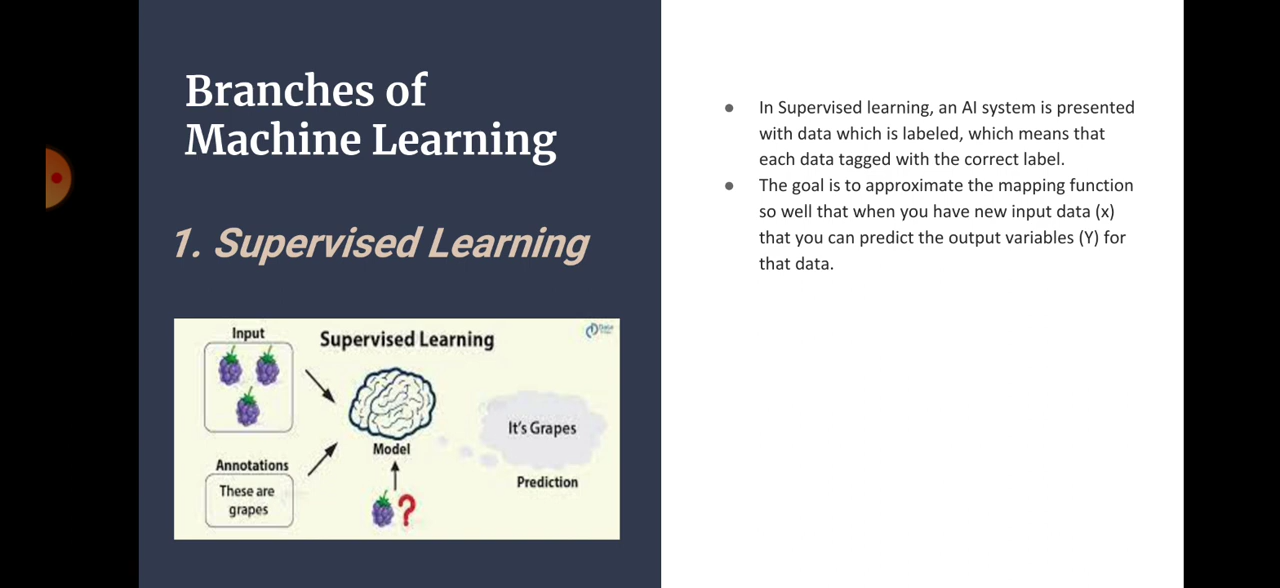 Branches of
Machine Learning
1. Supervised Learning
Input
Supervised Learning
Data
Model
Annotations
These are
grapes
?
It's Grapes
Prediction
● In Supervised learning, an AI system is presented
with data which is labeled, which means that
each data tagged with the correct label.
● The goal is to approximate the mapping function
so well that when you have new input data (x)
that you can predict the output variables (Y) for
that data.